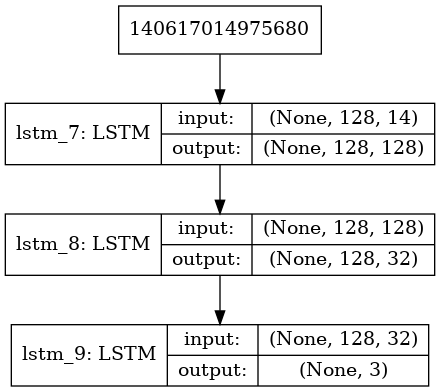 140617014975680
lstm_7: LSTM
input:
(None, 128, 14)
output:
(None, 128, 128)
lstm_8: LSTM
input:
(None, 128, 128)
output:
(None, 128, 32)
lstm_9: LSTM
input:
(None, 128, 32)
output:
(None, 3)